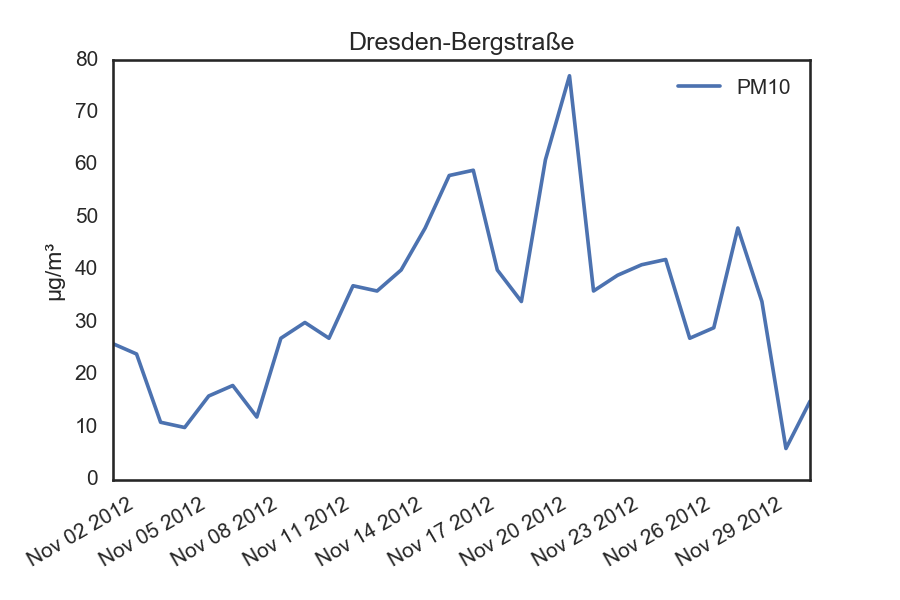 Dresden-Bergstraße
PM10
µg/m³
80
70
60
50
40
30
20
10
0
Nov 02 2012
Nov 05 2012
Nov 08 2012
Nov 11 2012
Nov 14 2012
Nov 17 2012
Nov 20 2012
Nov 23 2012
Nov 26 2012
Nov 29 2012